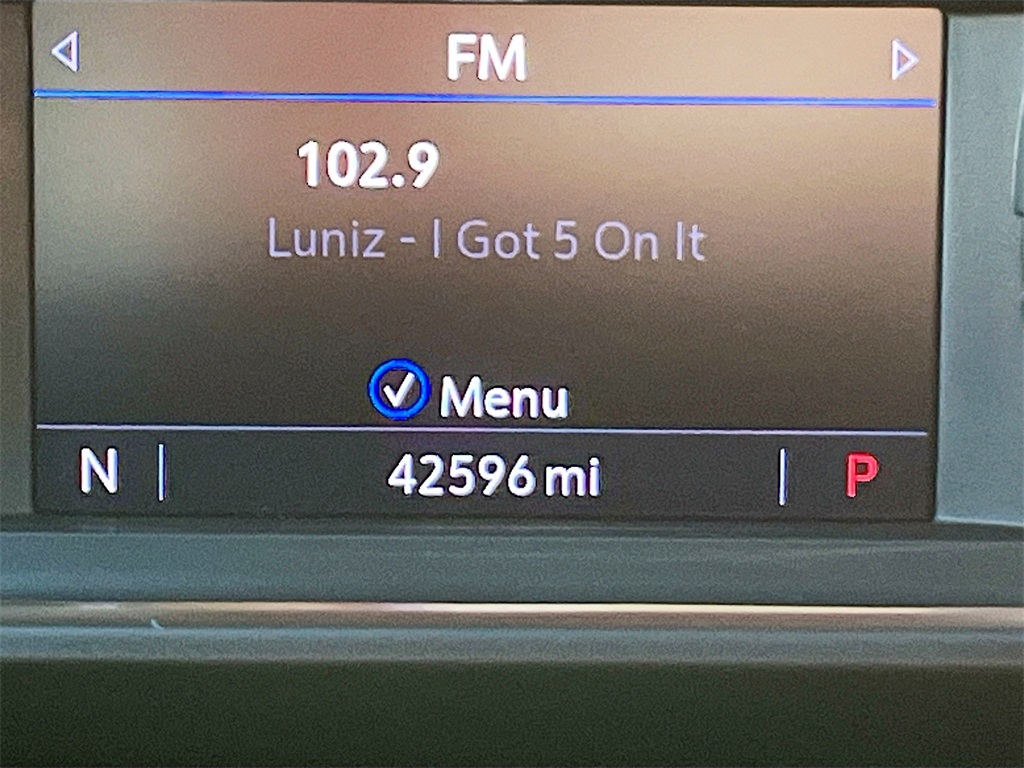 FM
102.9
Luniz - I Got 5 On It
Menu
N 42596 mi P